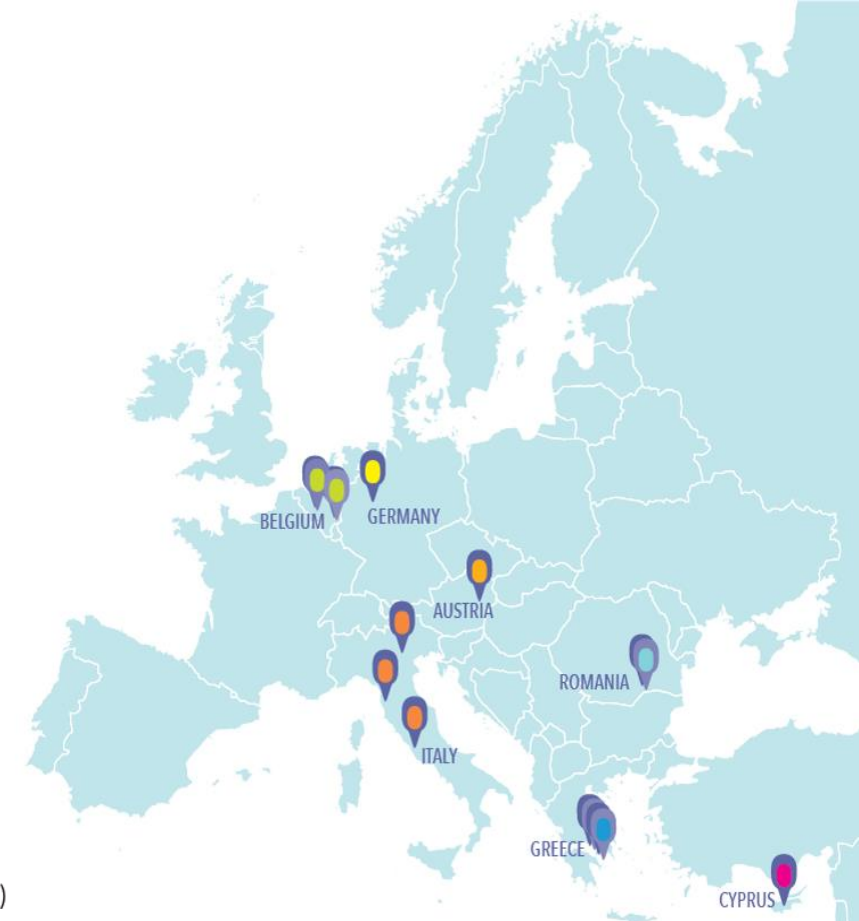 BELGIUM
GERMANY
AUSTRIA
ROMANIA
ITALY
GREECE
)
CYPRUS